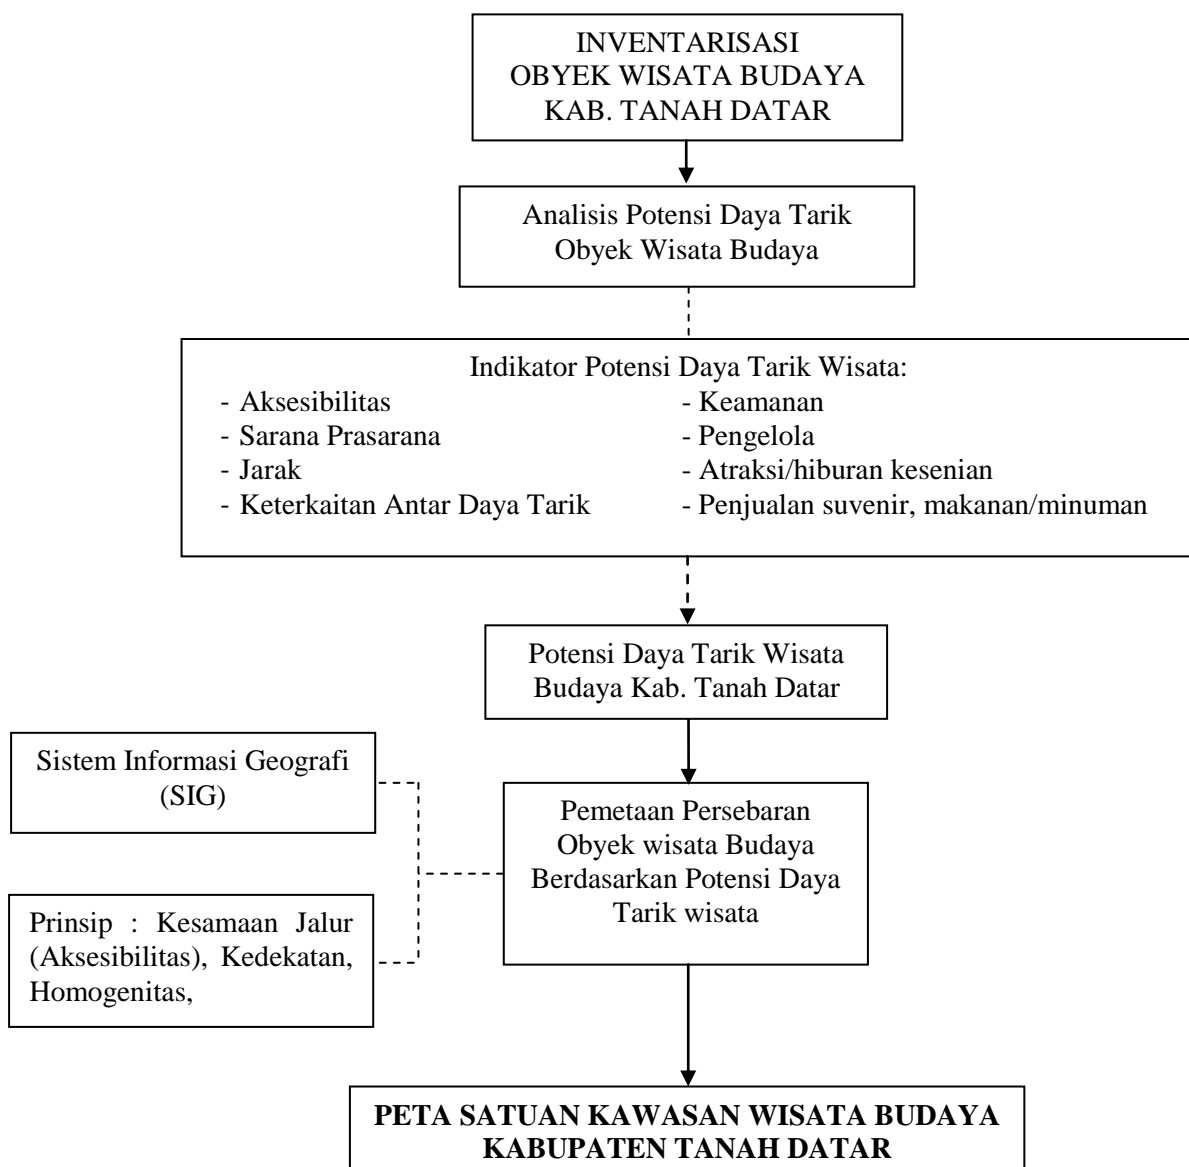 INVENTARISASI
OBYEK WISATA BUDAYA
KAB. TANAH DATAR
Analisis Potensi Daya Tarik
Obyek Wisata Budaya
Indikator Potensi Daya Tarik Wisata:
- Aksesibilitas
- Sarana Prasarana
- Jarak
- Keterkaitan Antar Daya Tarik
- Keamanan
- Pengelola
- Atraksi/hiburan kesenian
- Penjualan suvenir, makanan/minuman
Potensi Daya Tarik Wisata
Budaya Kab. Tanah Datar
Sistem Informasi Geografi
(SIG)
Prinsip : Kesamaan Jalur
(Aksesibilitas), Kedekatan,
Homogenitas,
Pemetaan Persebaran
Obyek wisata Budaya
Berdasarkan Potensi Daya
Tarik wisata
PETA SATUAN KAWASAN WISATA BUDAYA
KABUPATEN TANAH DATAR